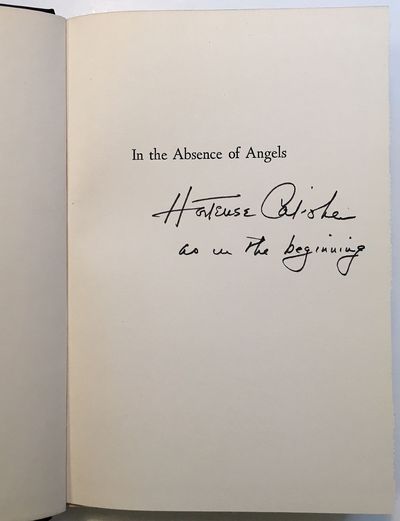 In the Absence of Angels
Hortense Calisher
as in the beginning